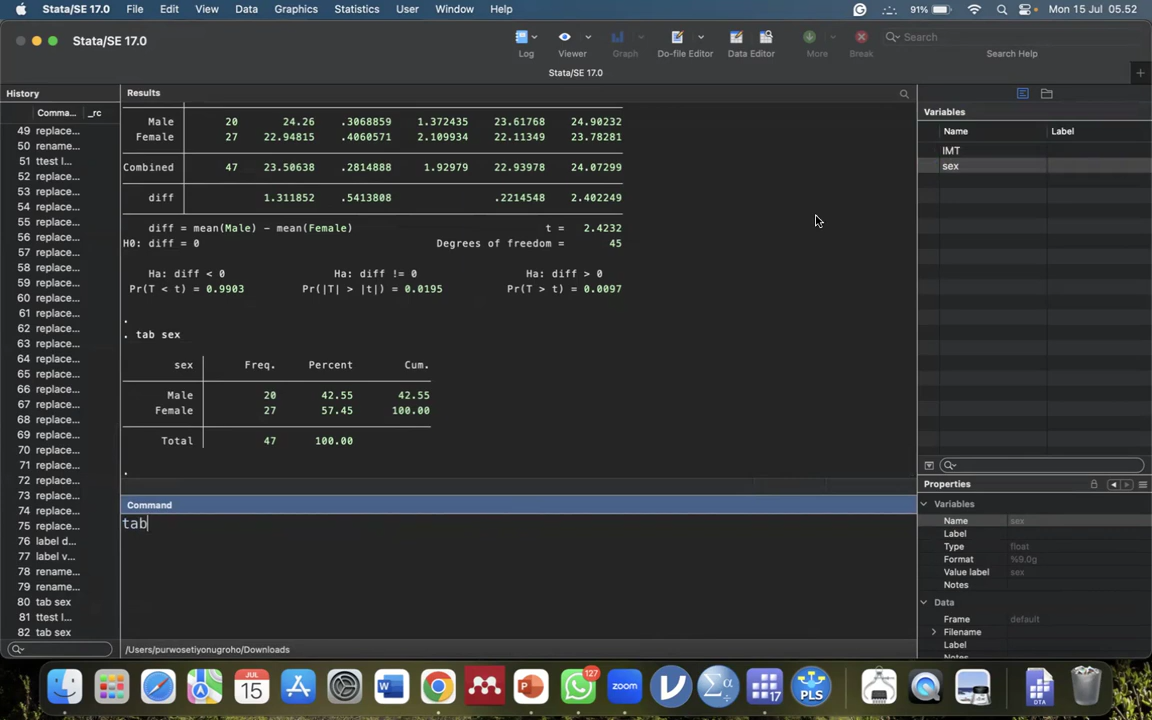 Stata/SE 17.0 File Edit View Data Graphics Statistics User Window Help 91% Mon 15 Jul 05.52
Stata/SE 17.0
Log Viewer Graph Do-file Editor Data Editor More Break Search
Search Help
Stata/SE 17.0
History
Comma... _rc
49 replace...
50 rename...
51 ttest I...
52 replace...
53 replace...
54 replace...
55 replace...
56 replace...
57 replace...
58 replace...
59 replace...
60 replace...
61 replace...
62 replace...
63 replace...
64 replace...
65 replace...
66 replace...
67 replace...
68 replace...
69 replace...
70 replace...
71 replace...
72 replace...
73 replace...
74 replace...
75 replace...
76 label d...
77 label v...
78 rename...
79 rename...
80 tab sex
81 ttest I...
82 tab sex
Results
Male 20 24.26 .3068859 1.372435 23.61768 24.90232
Female 27 22.94815 .4060571 2.109934 22.11349 23.78281
Combined 47 23.50638 .2814888 1.92979 22.93978 24.07299
diff 1.311852 .5413808 .2214548 2.402249
diff = mean(Male) - mean(Female) t = 2.4232
H0: diff = 0 Degrees of freedom = 45
Ha: diff < 0 Ha: diff != 0 Ha: diff > 0
Pr(T < t) = 0.9903 Pr(|T| > |t|) = 0.0195 Pr(T > t) = 0.0097
.
. tab sex
sex Freq. Percent Cum.
Male 20 42.55 42.55
Female 27 57.45 100.00
Total 47 100.00
.
Command
tab
/Users/purwosetiyonugroho/Downloads
Variables
Name Label
IMT
sex
Properties
Variables
Name sex
Label
Type float
Format %9.0g
Value label sex
Notes
Data
Frame default
Filename
Label
JUL
15
127
zoom
17
PLS
DTA